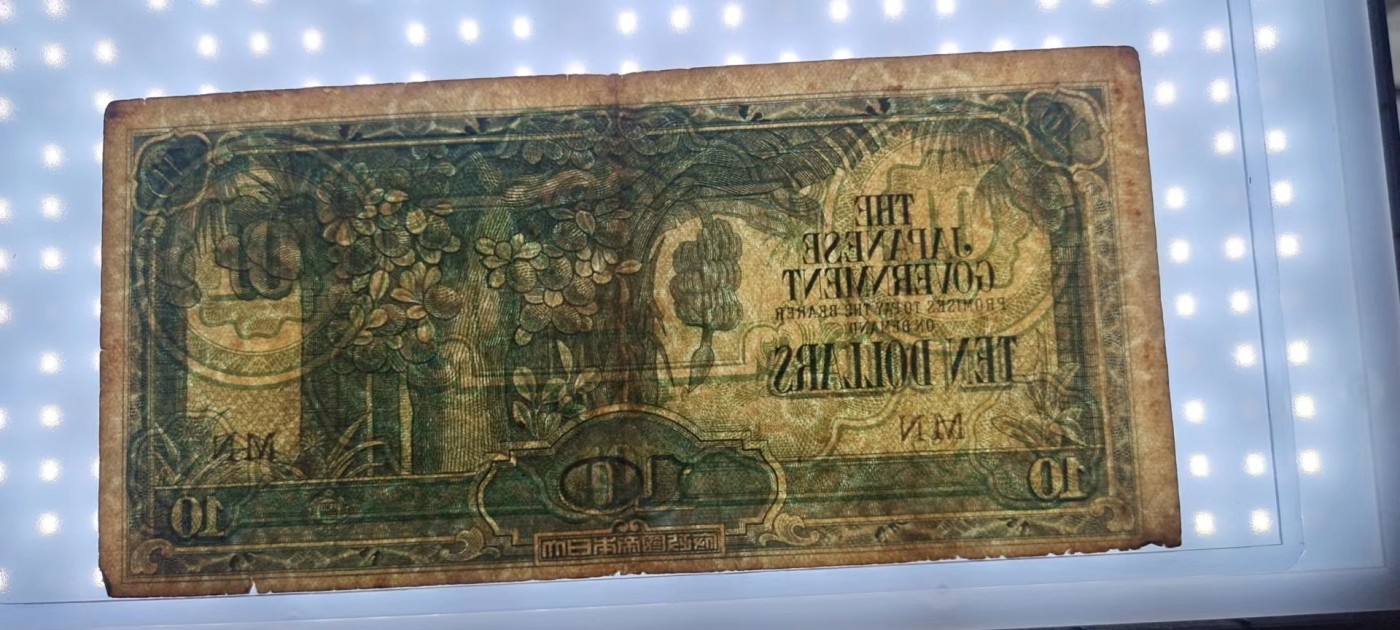 THE
JAPANESE
GOVERNMENT
PROMISES TO PAY THE BEARER
ON DEMAND
TEN DOLLARS
MN
MN
10
10
10
10
10
大日本帝國政府